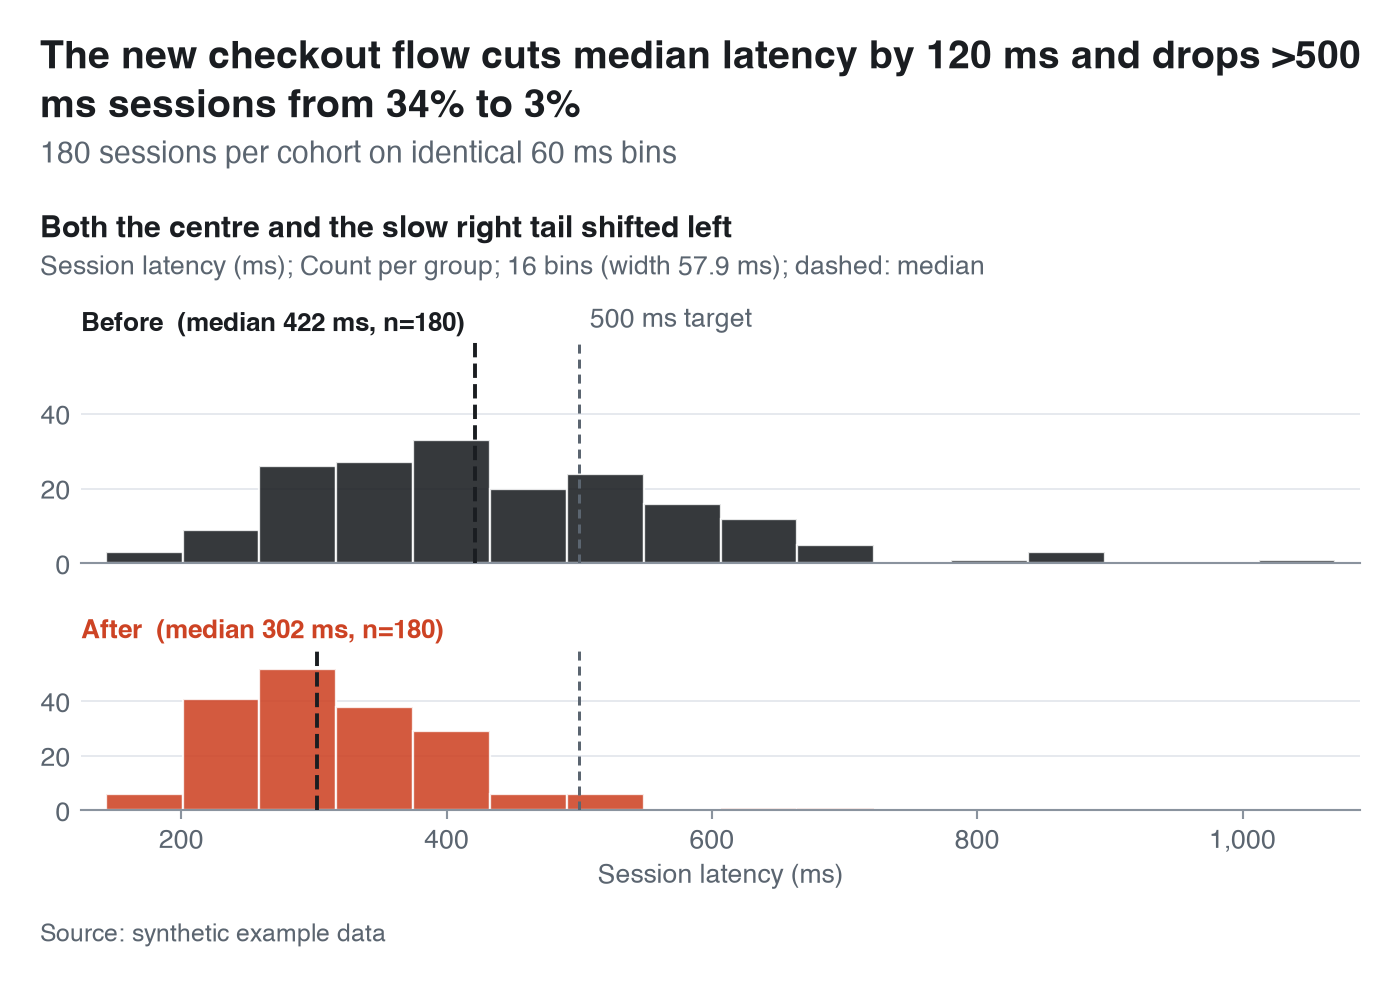 The new checkout flow cuts median latency by 120 ms and drops >500
ms sessions from 34% to 3%
180 sessions per cohort on identical 60 ms bins
Both the centre and the slow right tail shifted left
Session latency (ms); Count per group; 16 bins (width 57.9 ms); dashed: median
Before (median 422 ms, n=180)
500 ms target
40
20
0
After (median 302 ms, n=180)
40
20
0
200 400 600 800 1,000
Session latency (ms)
Source: synthetic example data